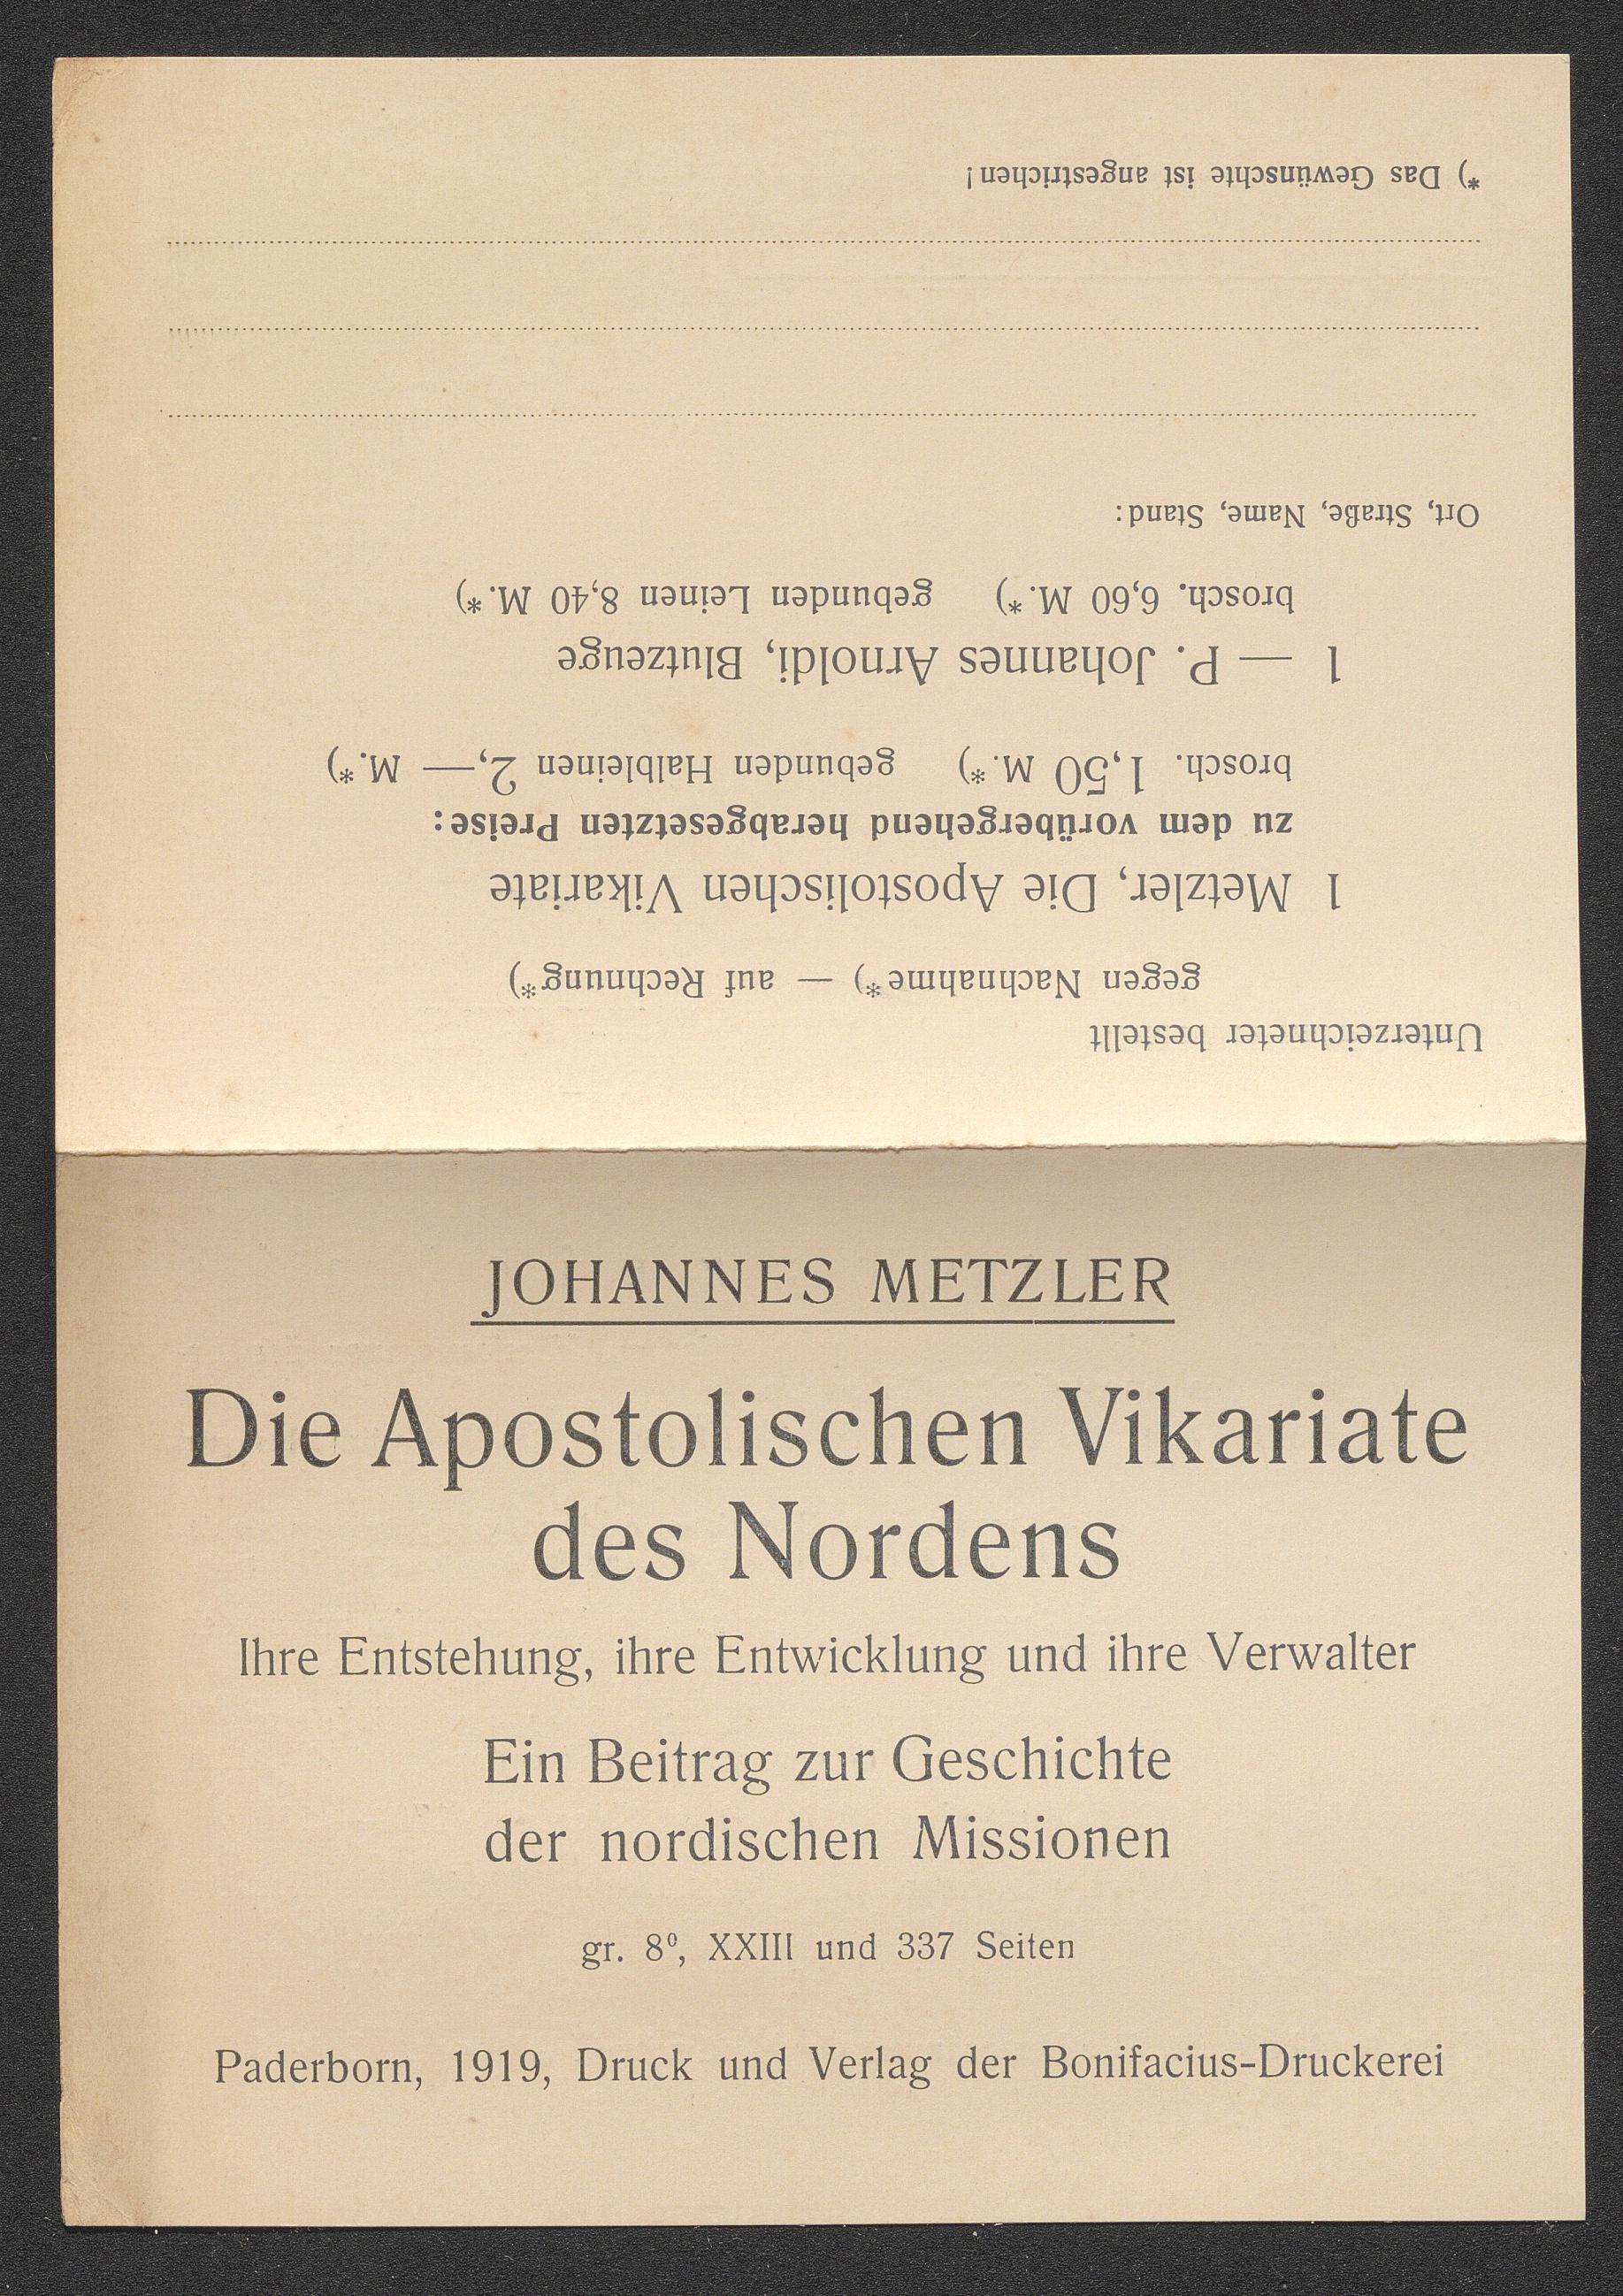 Unterzeichneter bestellt
gegen Nachnahme*) — auf Rechnung*)
1 Metzler, Die Apostolischen Vikariate
zu dem vorübergehend herabgesetzten Preise:
brosch. 1,50 M.*) gebunden Halbleinen 2,— M.*)
1 — P. Johannes Arnoldi, Blutzeuge
brosch. 6,60 M.*) gebunden Leinen 8,40 M.*)
Ort, Straße, Name, Stand:
*) Das Gewünschte ist angestrichen!
JOHANNES METZLER
Die Apostolischen Vikariate
des Nordens
Ihre Entstehung, ihre Entwicklung und ihre Verwalter
Ein Beitrag zur Geschichte
der nordischen Missionen
gr. 8⁰, XXIII und 337 Seiten
Paderborn, 1919, Druck und Verlag der Bonifacius-Druckerei